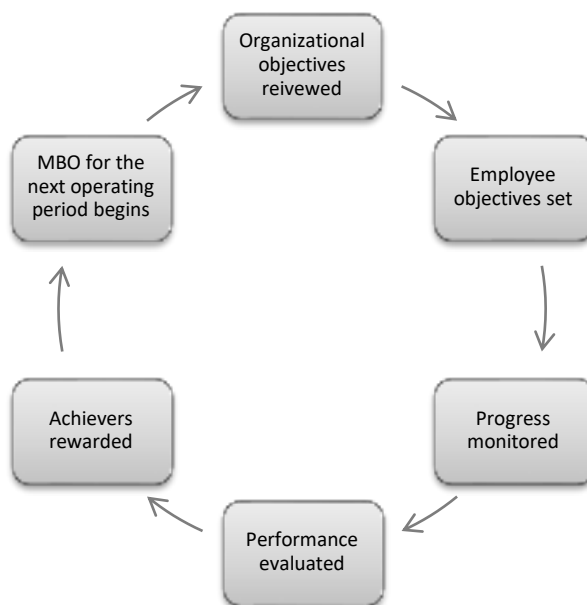 Organizational
objectives
reivewed
Employee
objectives set
Progress
monitored
Performance
evaluated
Achievers
rewarded
MBO for the
next operating
period begins